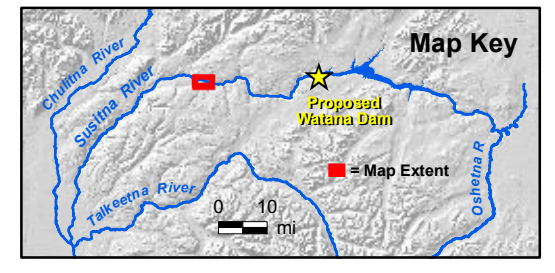 Map Key
Chulitna River
Susitna River
Proposed
Watana Dam
= Map Extent
Talkeetna River
Oshetna R
0 10
mi